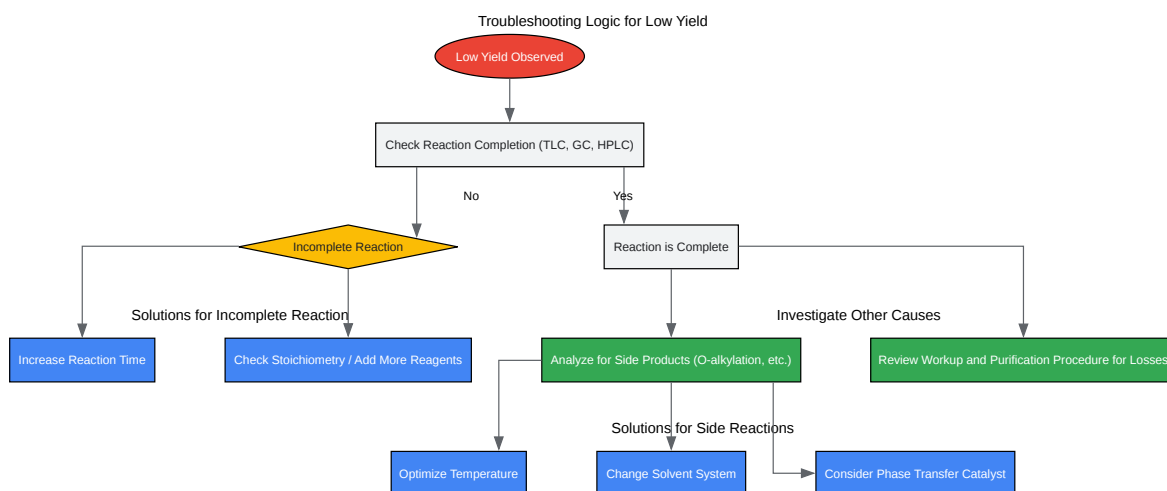 Troubleshooting Logic for Low Yield
Low Yield Observed
Check Reaction Completion (TLC, GC, HPLC)
No
Yes
Incomplete Reaction
Reaction is Complete
Solutions for Incomplete Reaction
Investigate Other Causes
Increase Reaction Time
Check Stoichiometry / Add More Reagents
Analyze for Side Products (O-alkylation, etc.)
Review Workup and Purification Procedure for Losses
Solutions for Side Reactions
Optimize Temperature
Change Solvent System
Consider Phase Transfer Catalyst